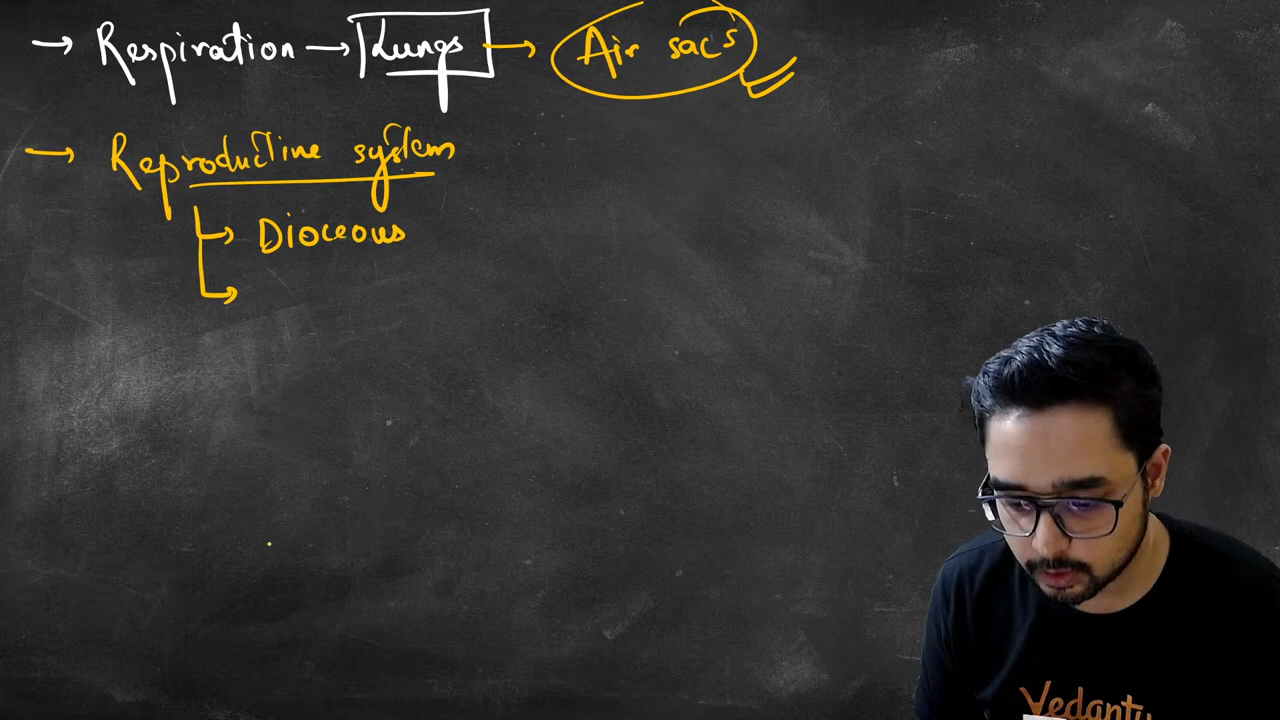 → Respiration → Lungs → Air sacs
→ Reproductive system
→ Dioceous
Vedantu